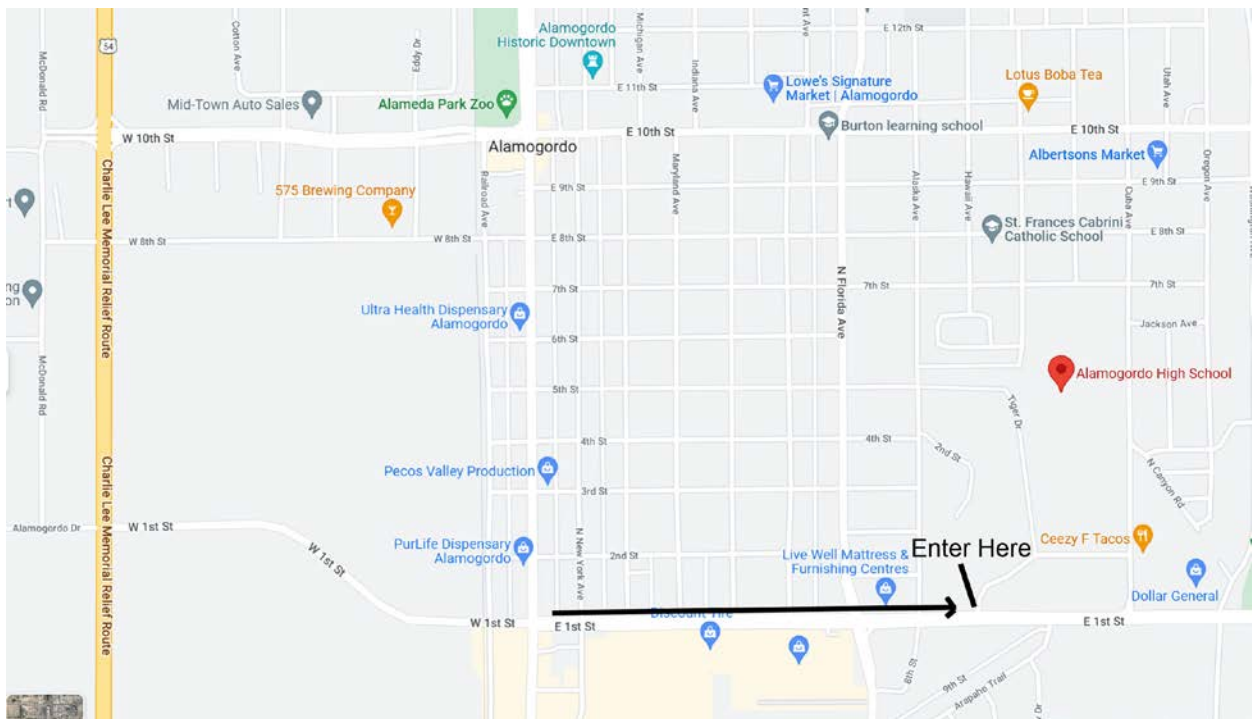 54
McDonald Rd
Cotton Ave
Eddy Dr
Alamogordo
Historic Downtown
Michigan Ave
Indiana Ave
nt Ave
E 12th St
E 11th St
Mid-Town Auto Sales
Alameda Park Zoo
Lowe's Signature
Market | Alamogordo
Lotus Boba Tea
Utah Ave
W 10th St
E 10th St
Burton learning school
E 10th St
Alamogordo
Albertsons Market
Charlie Lee Memorial Relief Route
575 Brewing Company
Railroad Ave
E 9th St
Maryland Ave
Alaska Ave
Hawaii Ave
Cuba Ave
E 9th St
Oregon Ave
W 8th St
W 8th St
E 8th St
St. Frances Cabrini
Catholic School
E 8th St
ng
on
7th St
N Florida Ave
7th St
7th St
Ultra Health Dispensary
Alamogordo
6th St
Jackson Ave
McDonald Rd
5th St
Tiger Dr
Alamogordo High School
4th St
4th St
2nd St
Pecos Valley Production
3rd St
N Canyon Rd
Charlie Lee Memorial Relief Route
Alamogordo Dr
W 1st St
W 1st St
PurLife Dispensary
Alamogordo
N New York Ave
2nd St
Live Well Mattress &
Furnishing Centres
Enter Here
Ceezy F Tacos
Dollar General
W 1st St
E 1st St
Discount Tire
E 1st St
8th St
9th St
Arapaho Trail